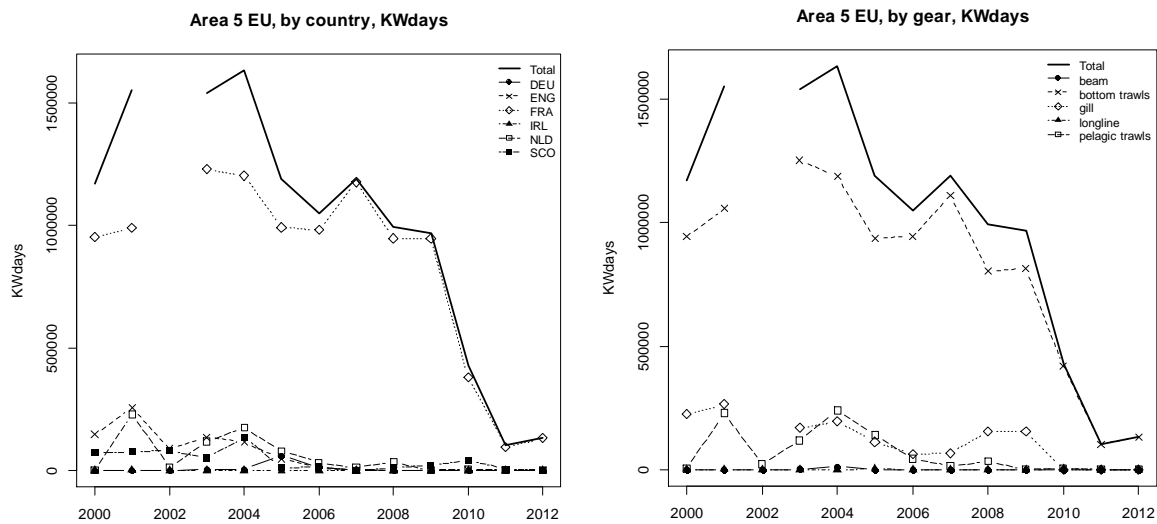 Area 5 EU, by country, KWdays
KWdays
1500000
1000000
500000
0
Total
DEU
ENG
FRA
IRL
NLD
SCO
2000 2002 2004 2006 2008 2010 2012
Area 5 EU, by gear, KWdays
KWdays
1500000
1000000
500000
0
Total
beam
bottom trawls
gill
longline
pelagic trawls
2000 2002 2004 2006 2008 2010 2012